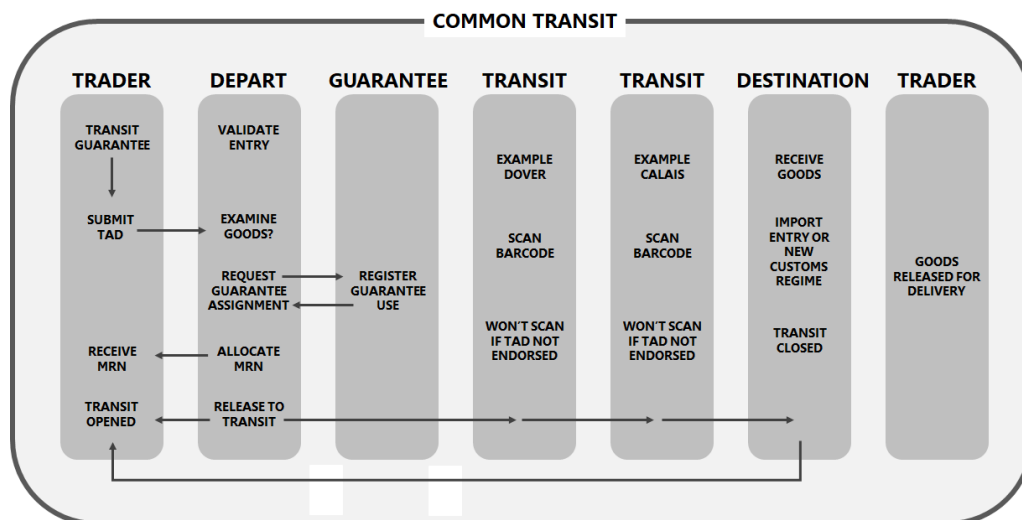 COMMON TRANSIT
TRADER
DEPART
GUARANTEE
TRANSIT
TRANSIT
DESTINATION
TRADER
TRANSIT
GUARANTEE
SUBMIT
TAD
RECEIVE
MRN
TRANSIT
OPENED
VALIDATE
ENTRY
EXAMINE
GOODS?
REQUEST
GUARANTEE
ASSIGNMENT
ALLOCATE
MRN
RELEASE TO
TRANSIT
REGISTER
GUARANTEE
USE
EXAMPLE
DOVER
SCAN
BARCODE
WON'T SCAN
IF TAD NOT
ENDORSED
EXAMPLE
CALAIS
SCAN
BARCODE
WON'T SCAN
IF TAD NOT
ENDORSED
RECEIVE
GOODS
IMPORT
ENTRY OR
NEW
CUSTOMS
REGIME
TRANSIT
CLOSED
GOODS
RELEASED FOR
DELIVERY